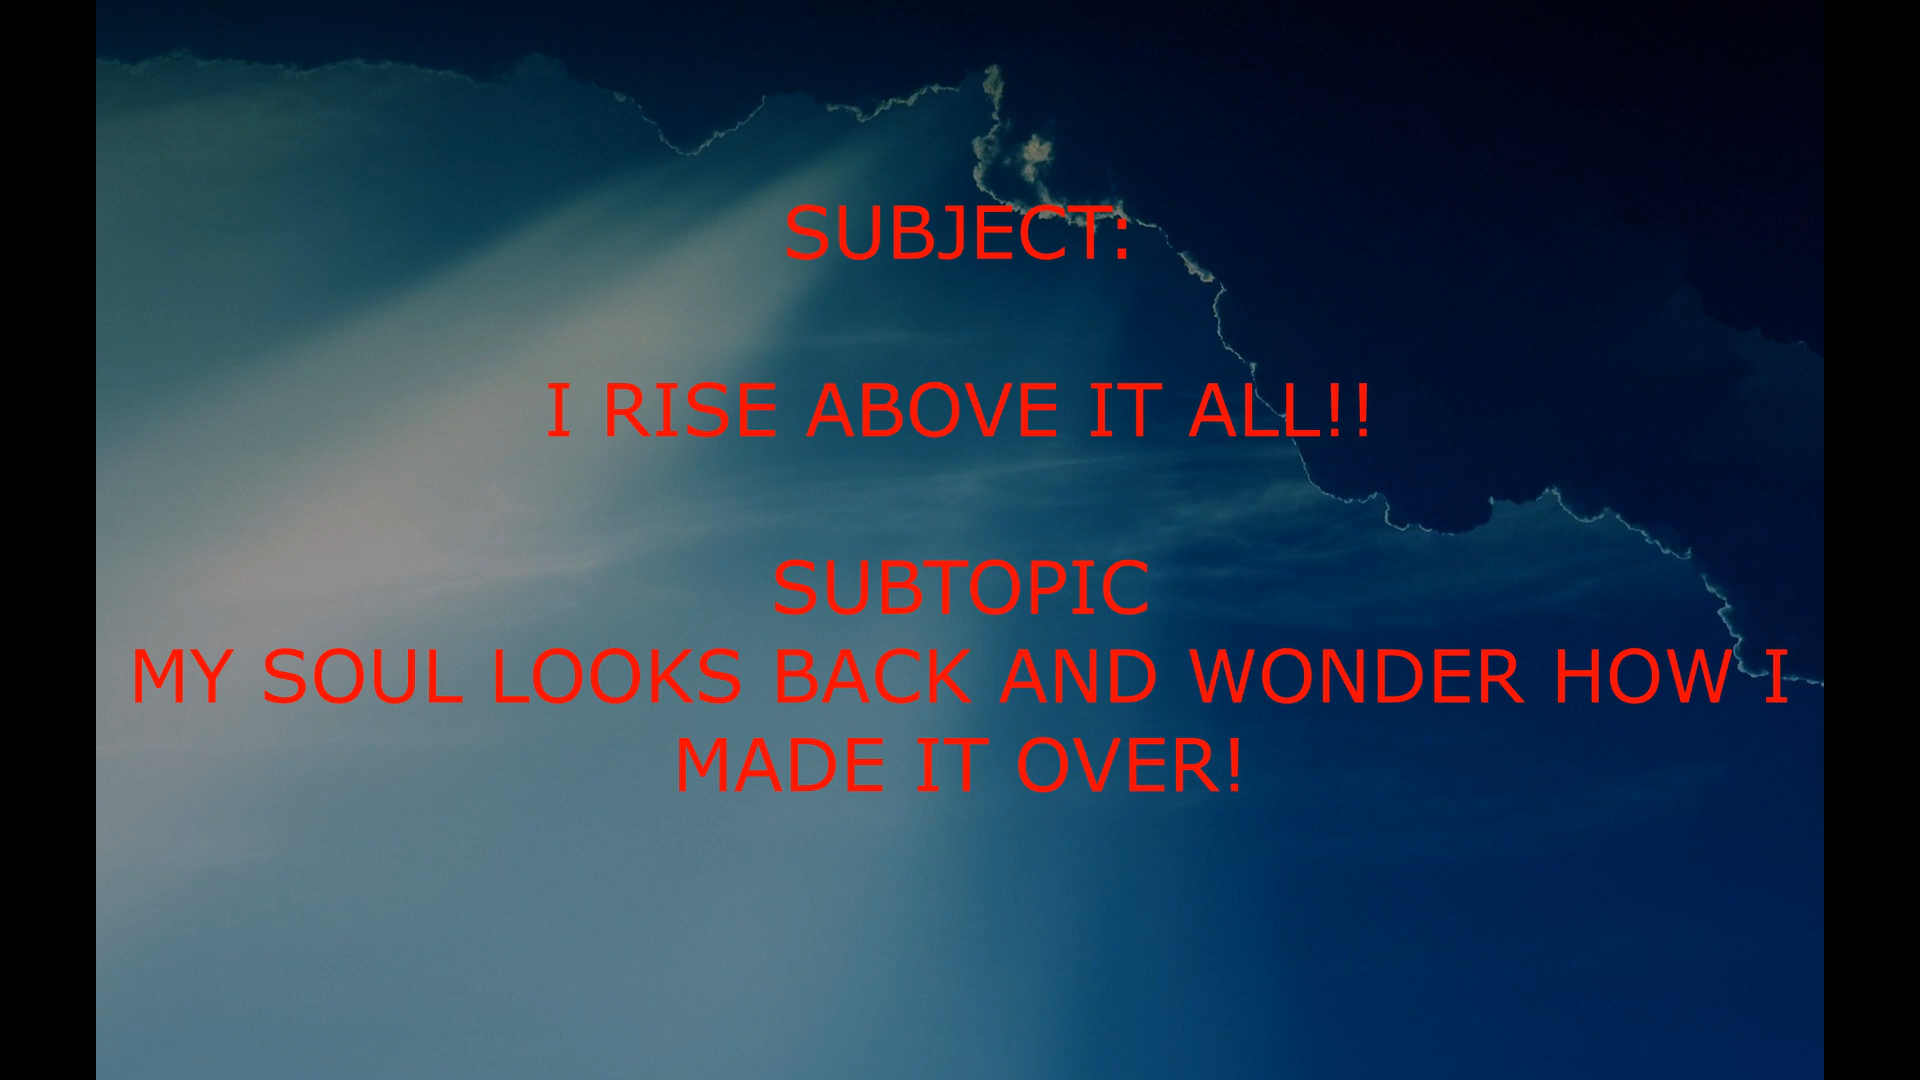 SUBJECT:
I RISE ABOVE IT ALL!!
SUBTOPIC
MY SOUL LOOKS BACK AND WONDER HOW I
MADE IT OVER!